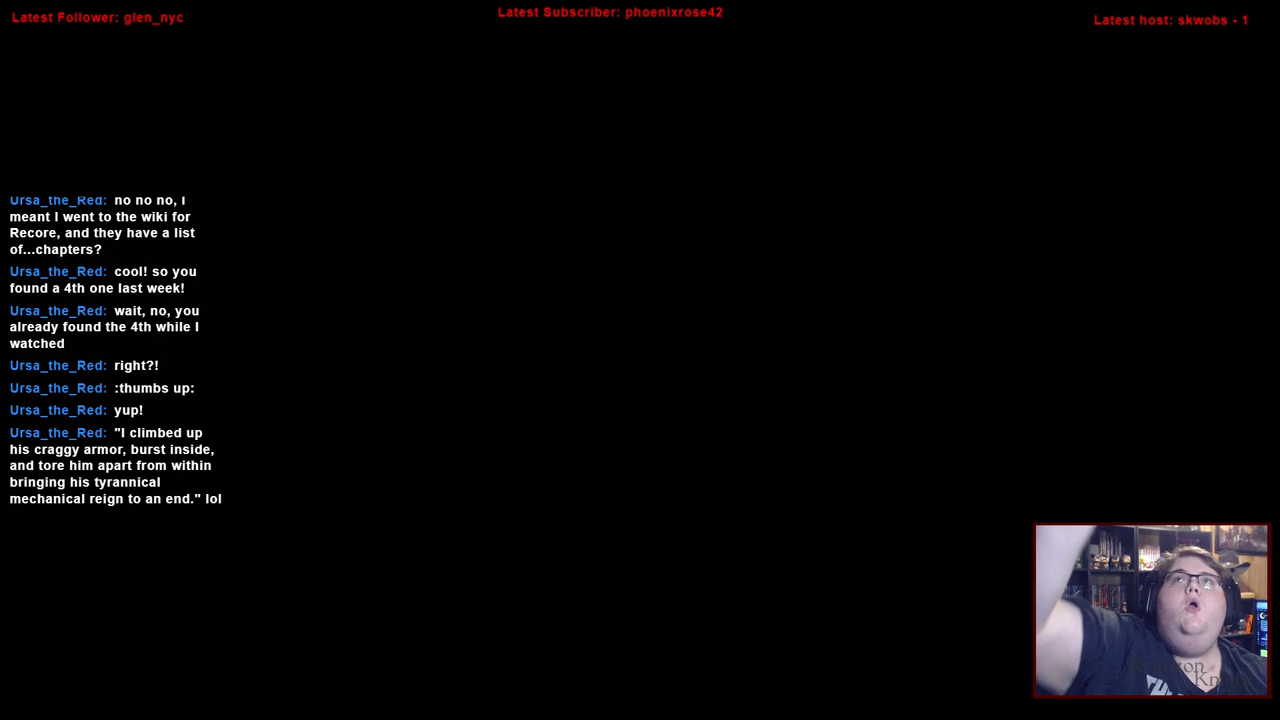 Latest Follower: glen_nyc
Latest Subscriber: phoenixrose42
Latest host: skwobs - 1
Ursa_the_Red: no no no, I
meant I went to the wiki for
Recore, and they have a list
of...chapters?
Ursa_the_Red: cool! so you
found a 4th one last week!
Ursa_the_Red: wait, no, you
already found the 4th while I
watched
Ursa_the_Red: right?!
Ursa_the_Red: :thumbs up:
Ursa_the_Red: yup!
Ursa_the_Red: "I climbed up
his craggy armor, burst inside,
and tore him apart from within
bringing his tyrannical
mechanical reign to an end." lol